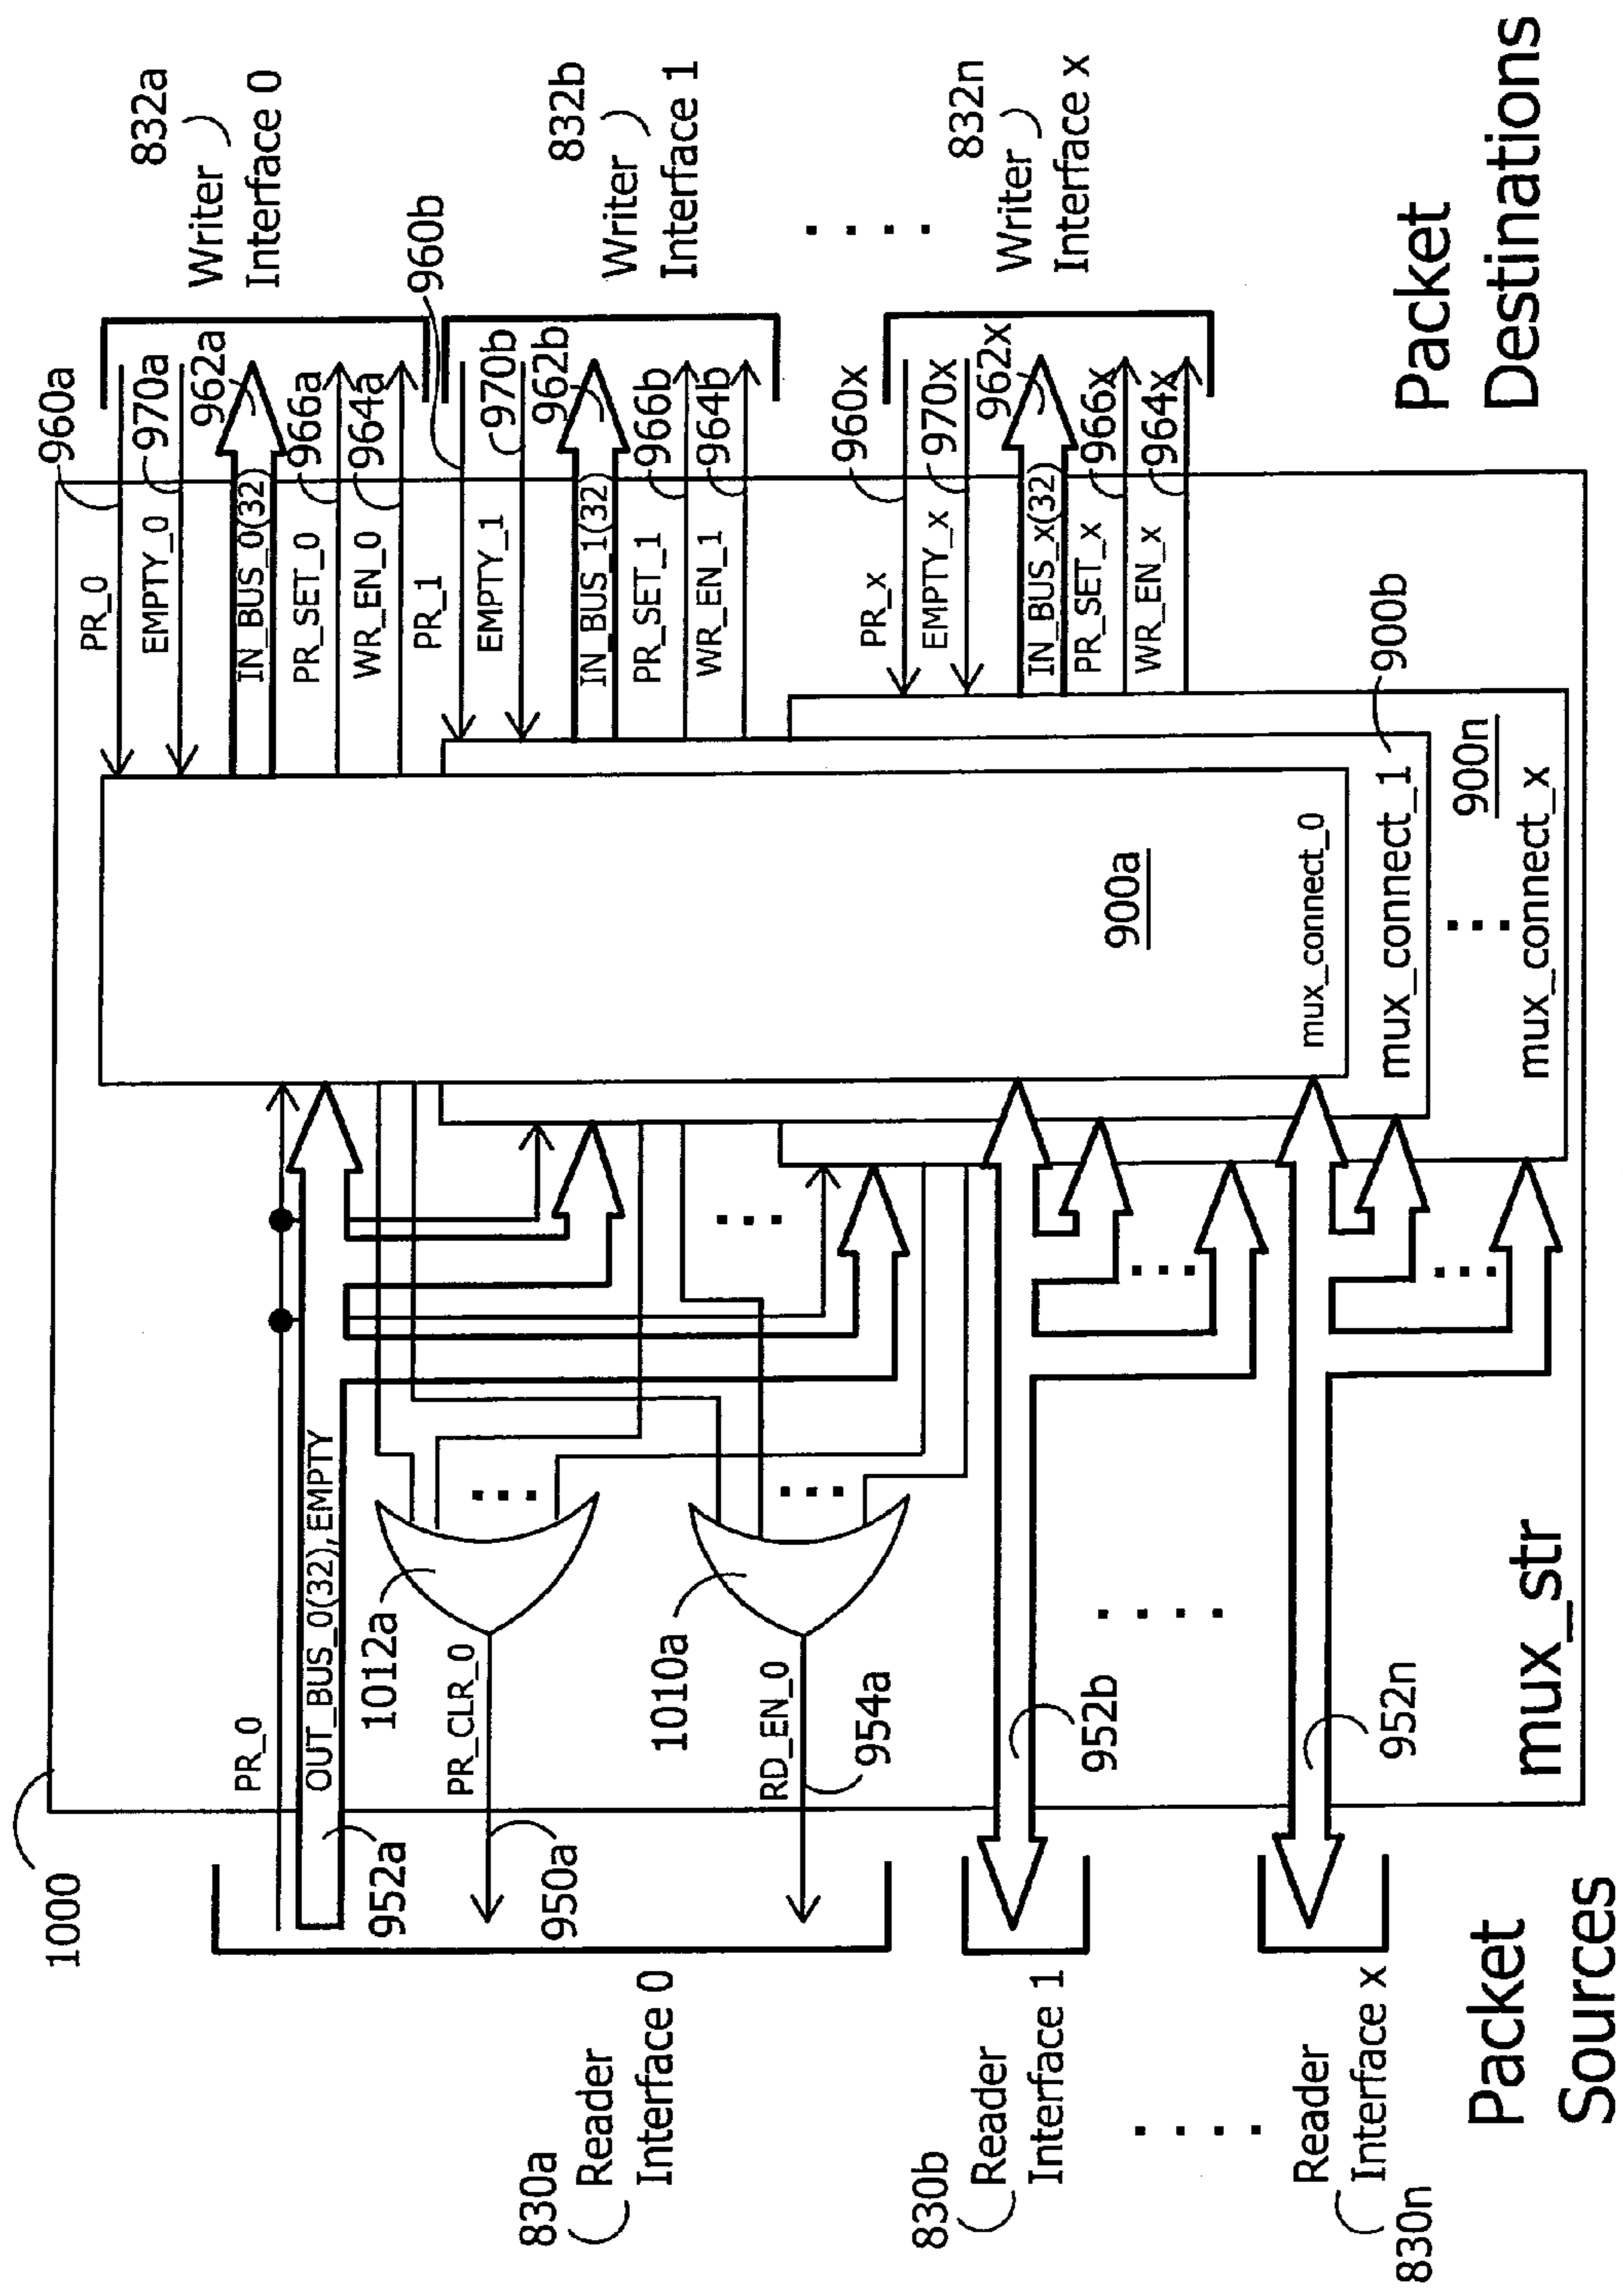 1000
830a
Reader
Interface 0
830b
Reader
Interface 1
. . . .
Reader
Interface x
830n
Packet
Sources
PR_0
OUT_BUS_0(32),EMPTY
952a
1012a
PR_CLR_0
950a
1010a
RD_EN_0
954a
952b
. . . .
952n
mux_str
...
...
...
...
...
900a
mux_connect_0
mux_connect_1
900b
...
900n
mux_connect_x
PR_0
960a
EMPTY_0
970a
IN_BUS_0(32)
962a
PR_SET_0
966a
WR_EN_0
964a
832a
Writer
Interface 0
PR_1
960b
EMPTY_1
970b
IN_BUS_1(32)
962b
PR_SET_1
966b
WR_EN_1
964b
832b
Writer
Interface 1
. . . .
PR_x
960x
EMPTY_x
970x
IN_BUS_x(32)
962x
PR_SET_x
966x
WR_EN_x
964x
832n
Writer
Interface x
Packet
Destinations